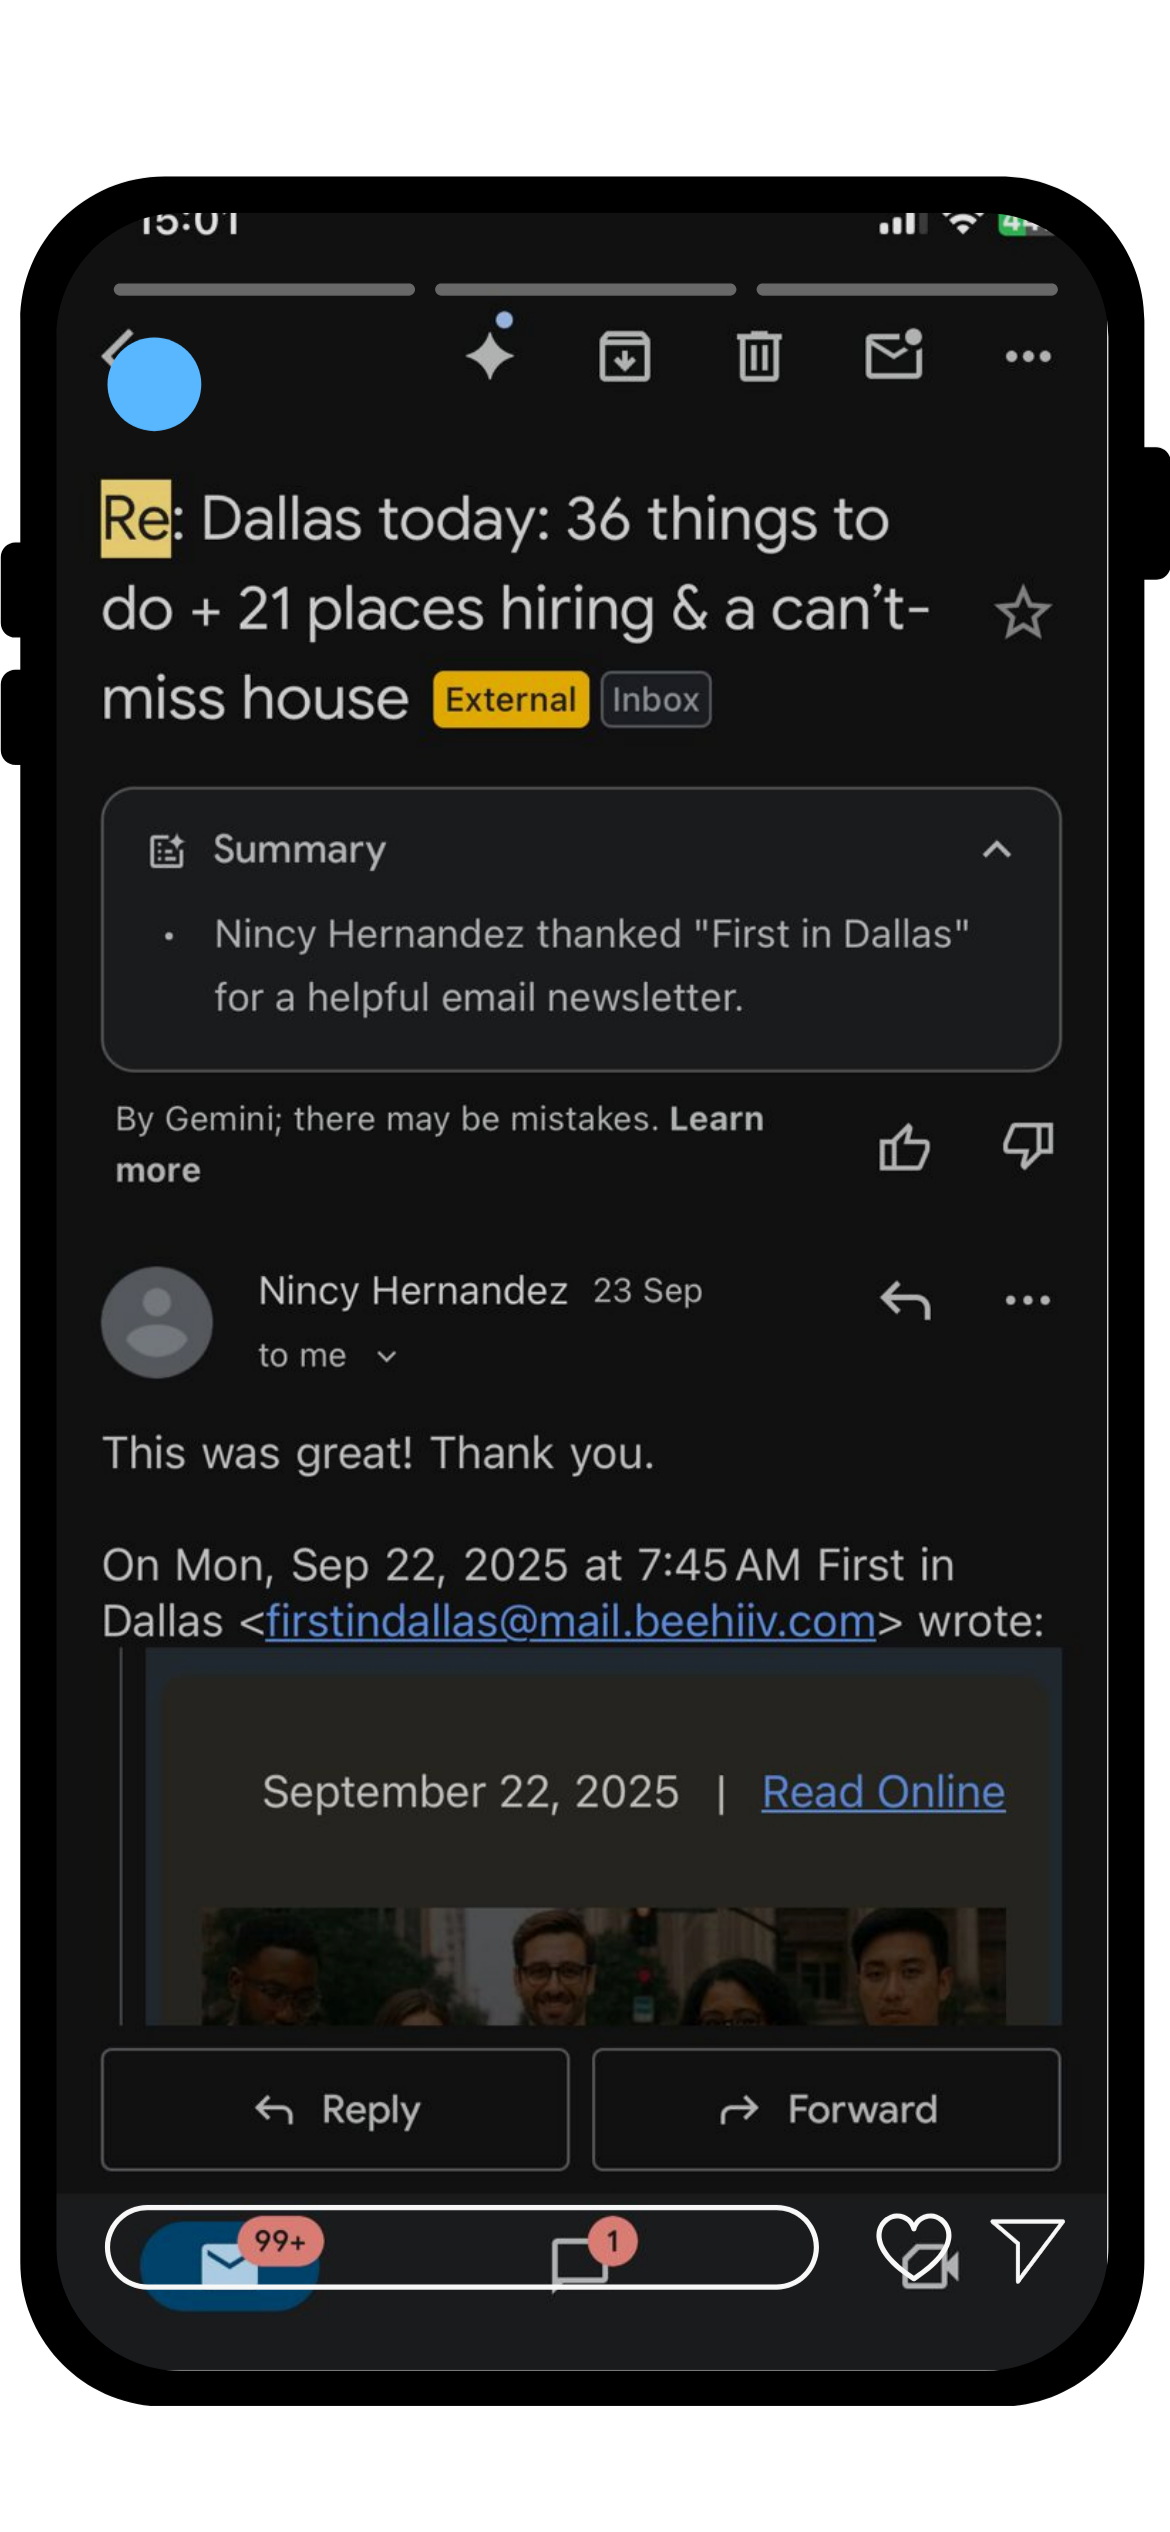 15:01
Re: Dallas today: 36 things to
do + 21 places hiring & a can’t-
miss house External Inbox
Summary
• Nincy Hernandez thanked "First in Dallas"
for a helpful email newsletter.
By Gemini; there may be mistakes. Learn
more
Nincy Hernandez 23 Sep
to me
This was great! Thank you.
On Mon, Sep 22, 2025 at 7:45 AM First in
Dallas <firstindallas@mail.beehiiv.com> wrote:
September 22, 2025 | Read Online
Reply Forward
99+ 1